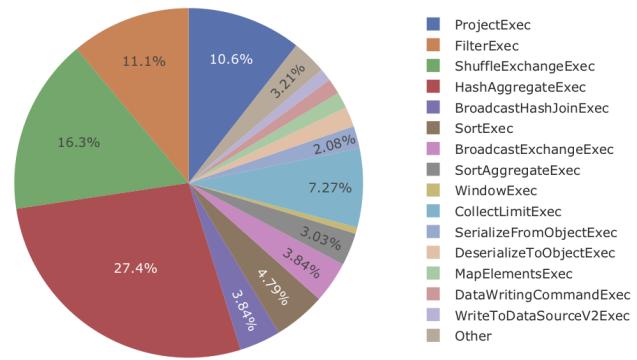 11.1%
10.6%
3.21%
16.3%
2.08%
7.27%
3.03%
27.4%
3.84%
4.79%
3.84%
ProjectExec
FilterExec
ShuffleExchangeExec
HashAggregateExec
BroadcastHashJoinExec
SortExec
BroadcastExchangeExec
SortAggregateExec
WindowExec
CollectLimitExec
SerializeFromObjectExec
DeserializeToObjectExec
MapElementsExec
DataWritingCommandExec
WriteToDataSourceV2Exec
Other